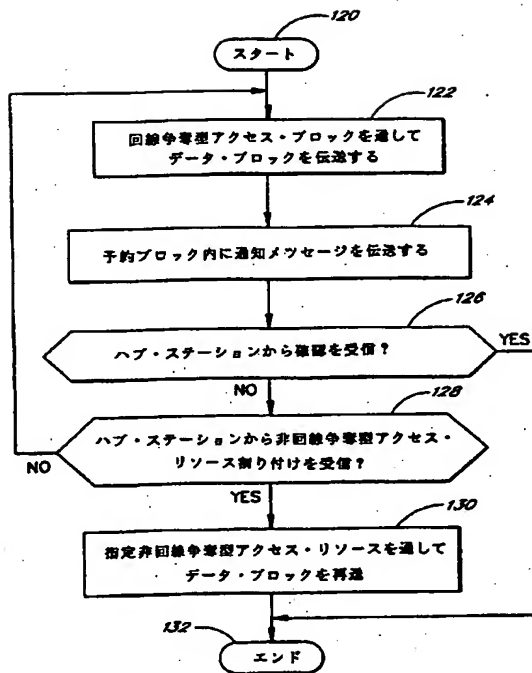 120
スタート
122
回線争奪型アクセス・ブロックを通して
データ・ブロックを伝送する
124
予約ブロック内に通知メッセージを伝送する
126
ハブ・ステーションから確認を受信?
YES
NO
128
ハブ・ステーションから非回線争奪型アクセス・
リソース割り付けを受信?
NO
YES
130
指定非回線争奪型アクセス・リソースを通して
データ・ブロックを再送
132
エンド